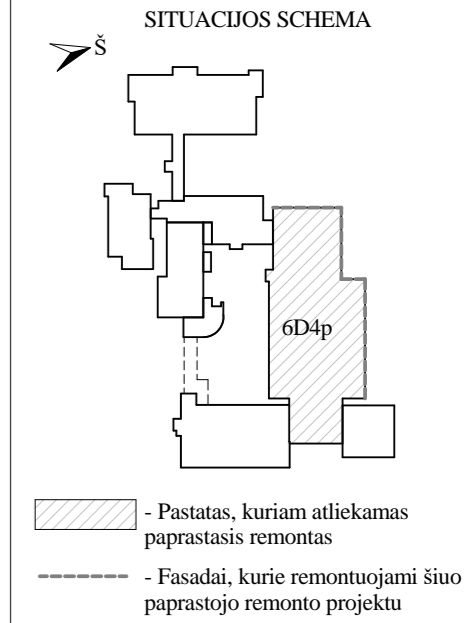 SITUACIJOS SCHEMA
Š
6D4p
- Pastatas, kuriam atliekamas
paprastasis remontas
- Fasadai, kurie remontuojami šiuo
paprastojo remonto projektu